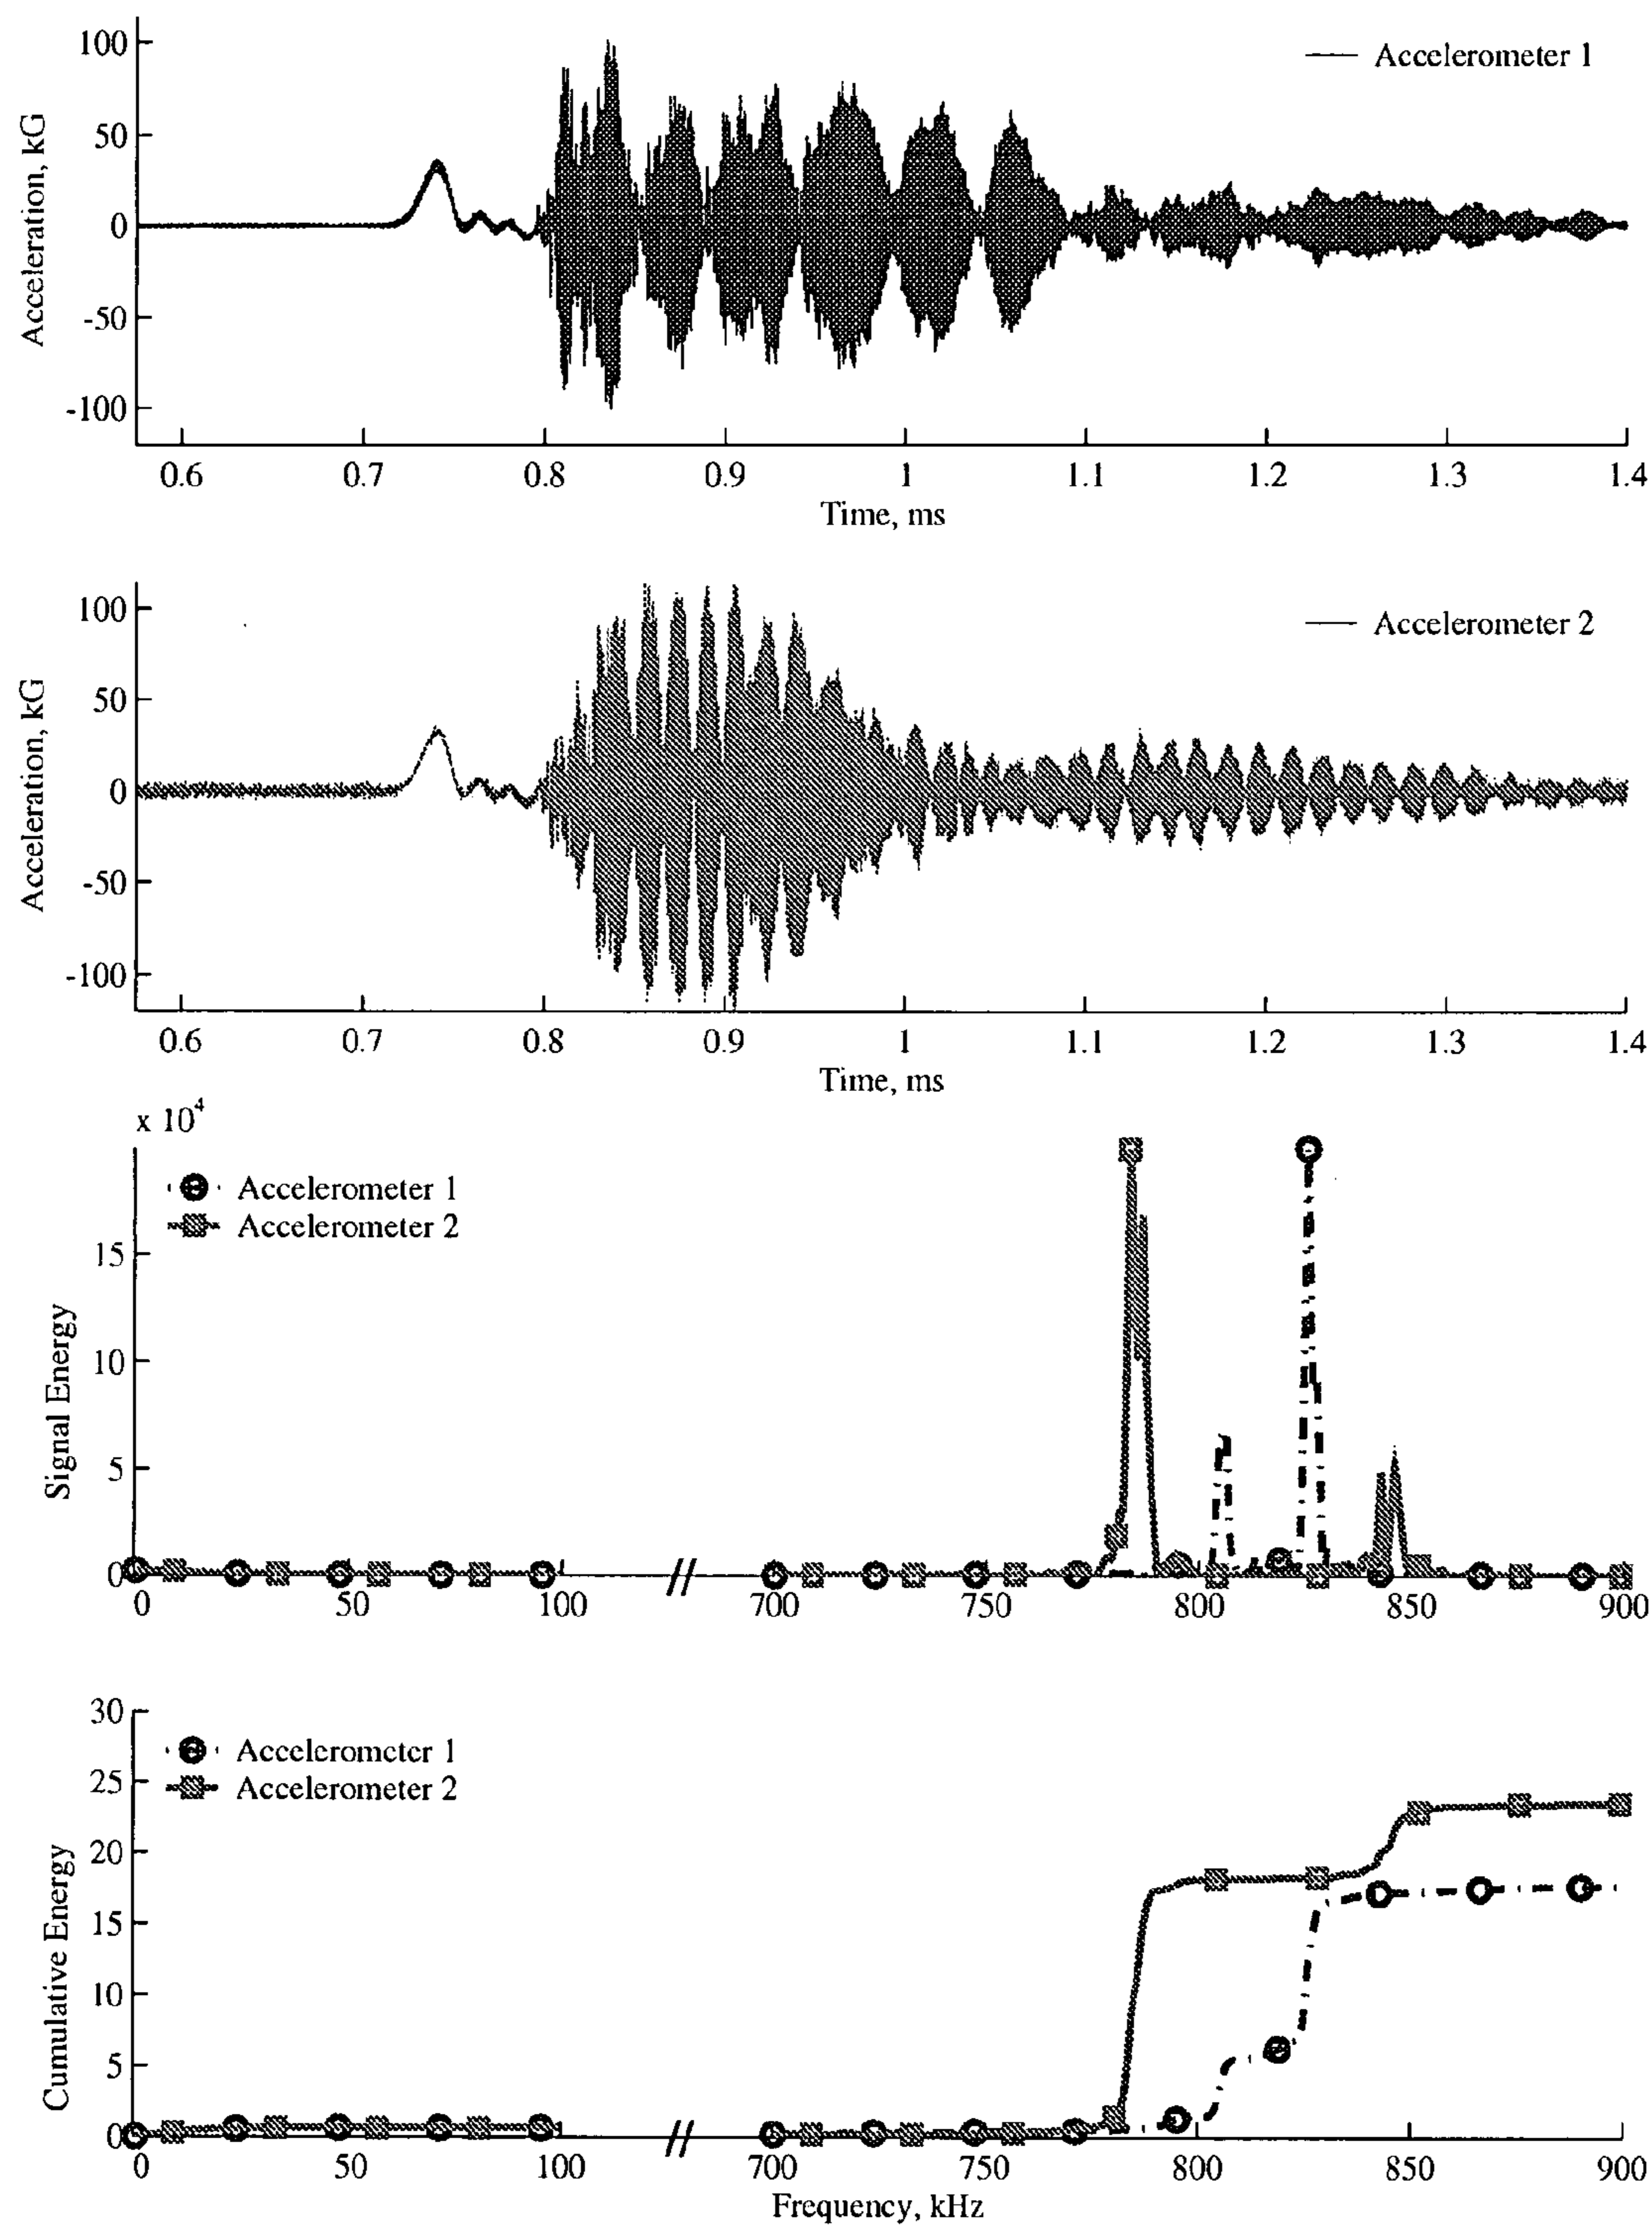 100
50
0
-50
-100
Acceleration, kG
Accelerometer 1
0.6 0.7 0.8 0.9 1 1.1 1.2 1.3 1.4
Time, ms
100
50
0
-50
-100
Acceleration, kG
Accelerometer 2
0.6 0.7 0.8 0.9 1 1.1 1.2 1.3 1.4
Time, ms
x 10⁴
15
10
5
0
Signal Energy
Accelerometer 1
Accelerometer 2
0 50 100 // 700 750 800 850 900
30
25
20
15
10
5
0
Cumulative Energy
Accelerometer 1
Accelerometer 2
0 50 100 // 700 750 800 850 900
Frequency, kHz